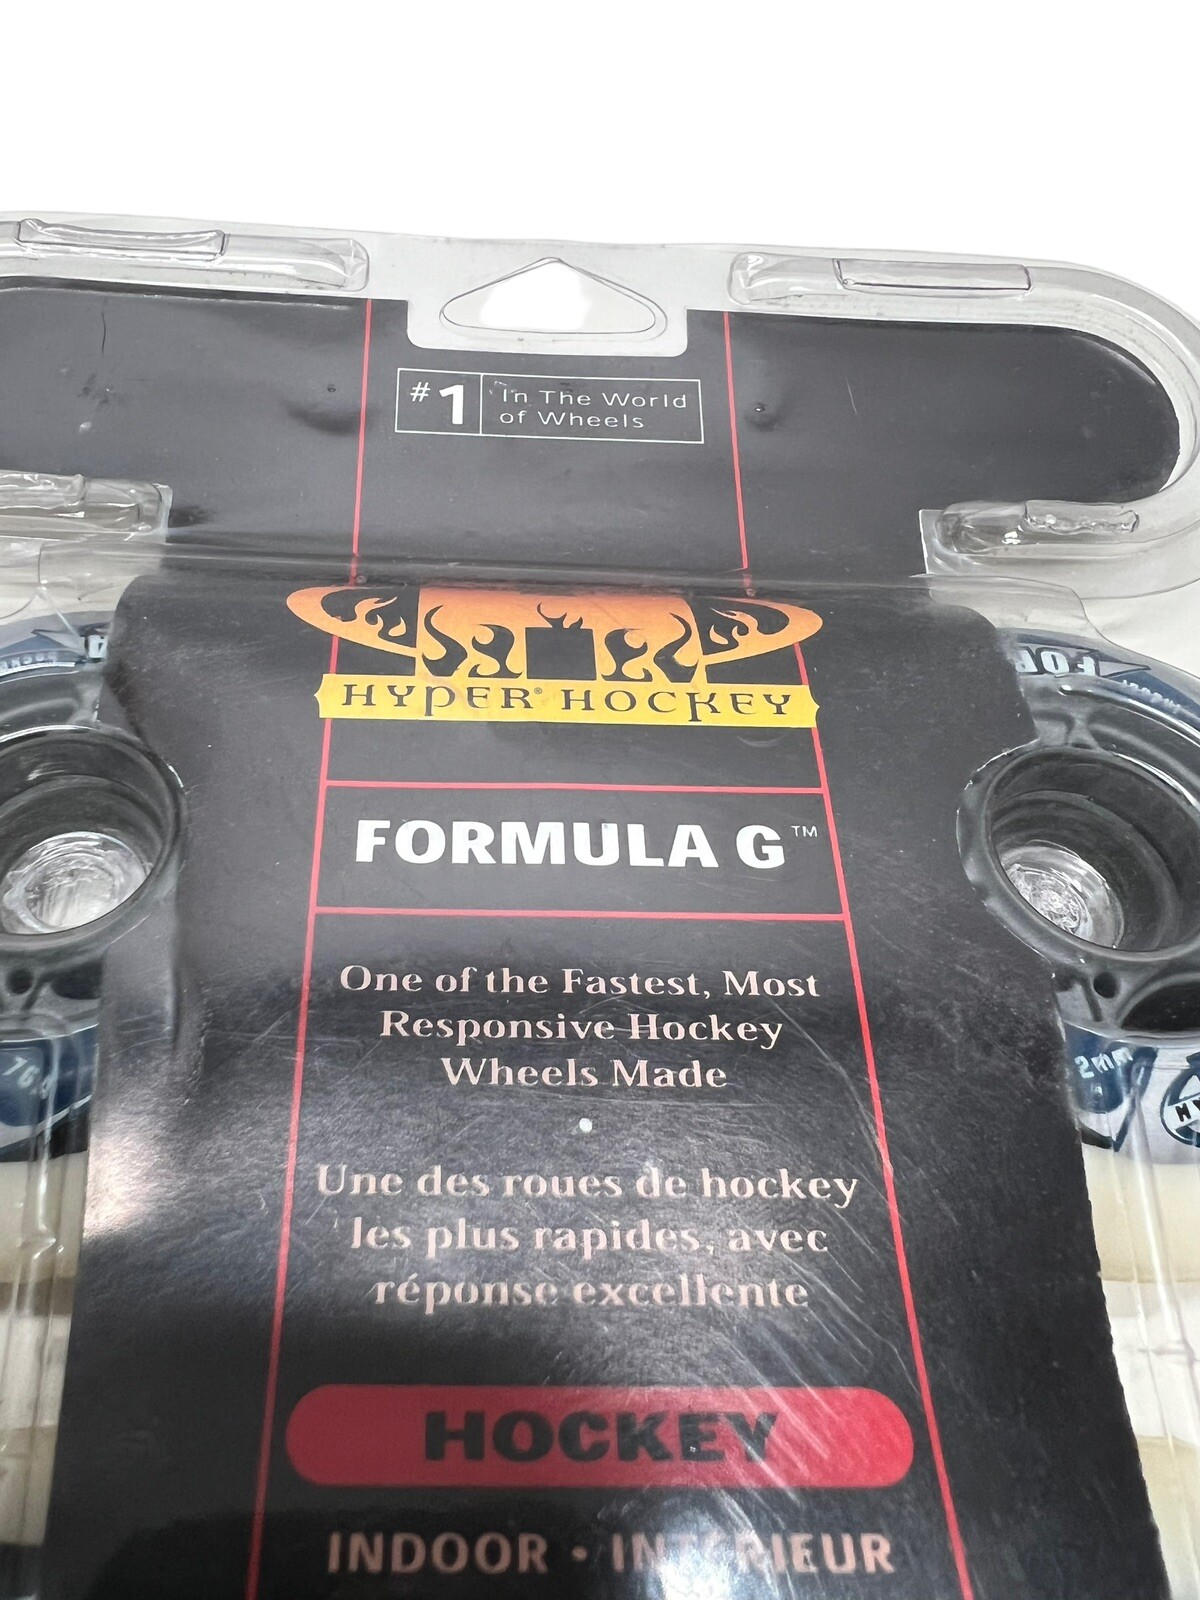 #1 In The World
of Wheels
HYPER® HOCKEY
FORMULA G™
One of the Fastest, Most
Responsive Hockey
Wheels Made
•
Une des roues de hockey
les plus rapides, avec
réponse excellente
HOCKEY
INDOOR • INTÉRIEUR